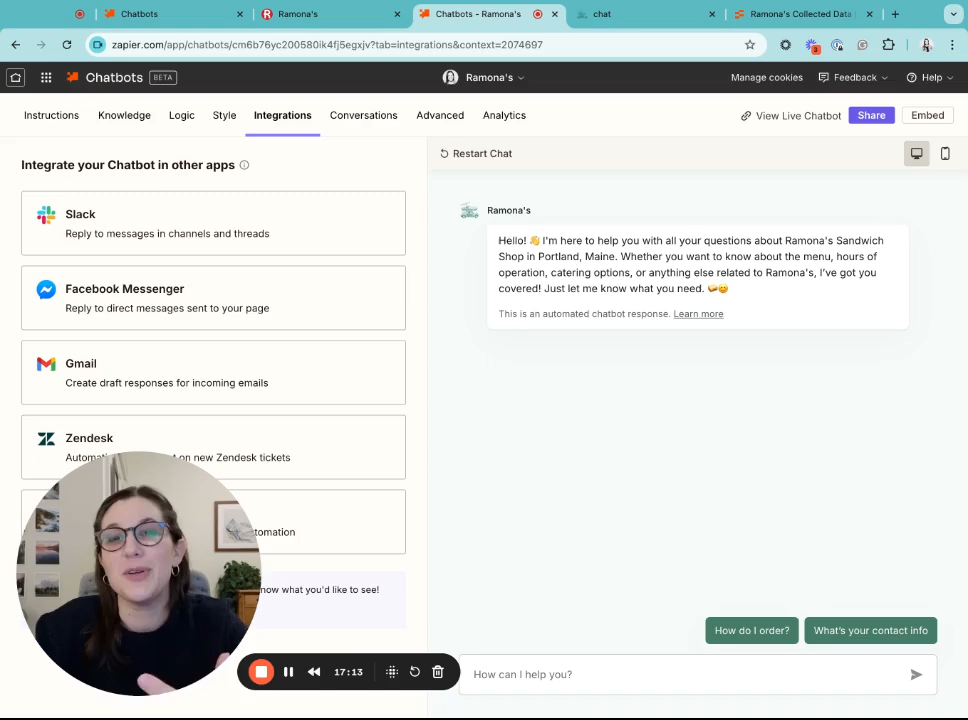 Chatbots
Ramona's
Chatbots - Ramona's
chat
Ramona's Collected Data
zapier.com/app/chatbots/cm6b76yc200580ik4fj5egxjv?tab=integrations&context=2074697
3
Chatbots BETA
Ramona's
Manage cookies
Feedback
Help
Instructions
Knowledge
Logic
Style
Integrations
Conversations
Advanced
Analytics
View Live Chatbot
Share
Embed
Integrate your Chatbot in other apps
Restart Chat
Slack
Reply to messages in channels and threads
Facebook Messenger
Reply to direct messages sent to your page
Gmail
Create draft responses for incoming emails
Zendesk
on new Zendesk tickets
now what you'd like to see!
Ramona's
Hello! 👋 I'm here to help you with all your questions about Ramona's Sandwich
Shop in Portland, Maine. Whether you want to know about the menu, hours of
operation, catering options, or anything else related to Ramona's, I've got you
covered! Just let me know what you need. 🥪😊
This is an automated chatbot response. Learn more
How do I order?
What's your contact info
How can I help you?
17:13